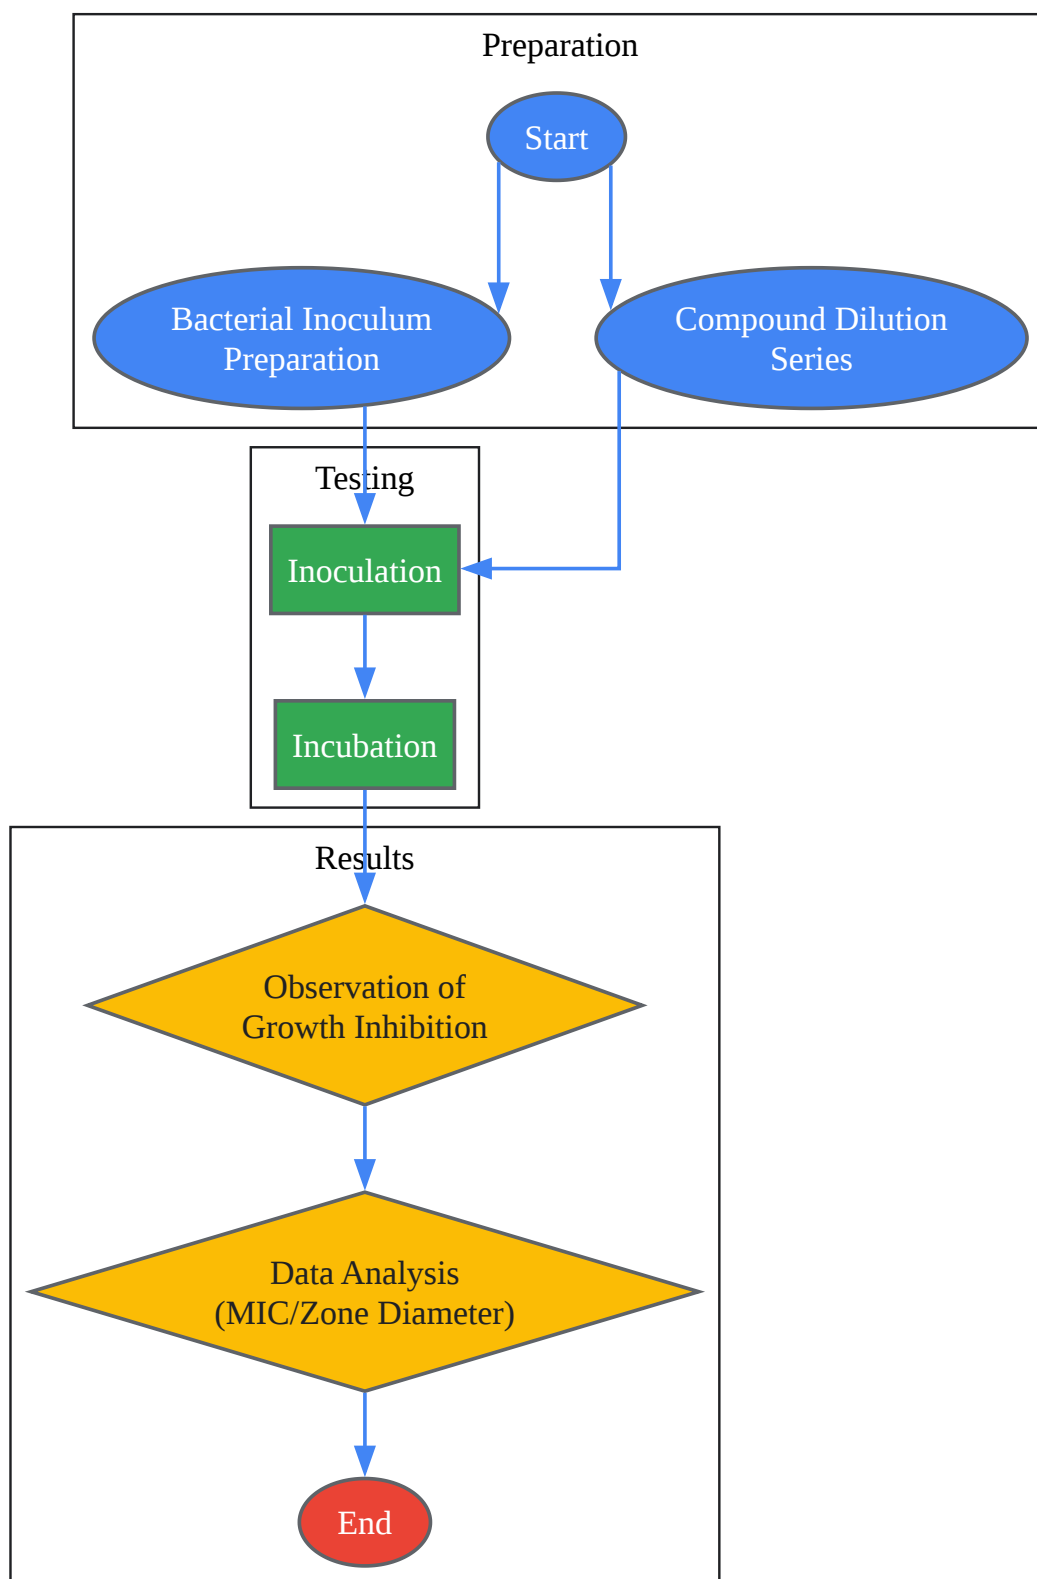 Preparation
Start
Bacterial Inoculum
Preparation
Compound Dilution
Series
Testing
Inoculation
Incubation
Results
Observation of
Growth Inhibition
Data Analysis
(MIC/Zone Diameter)
End